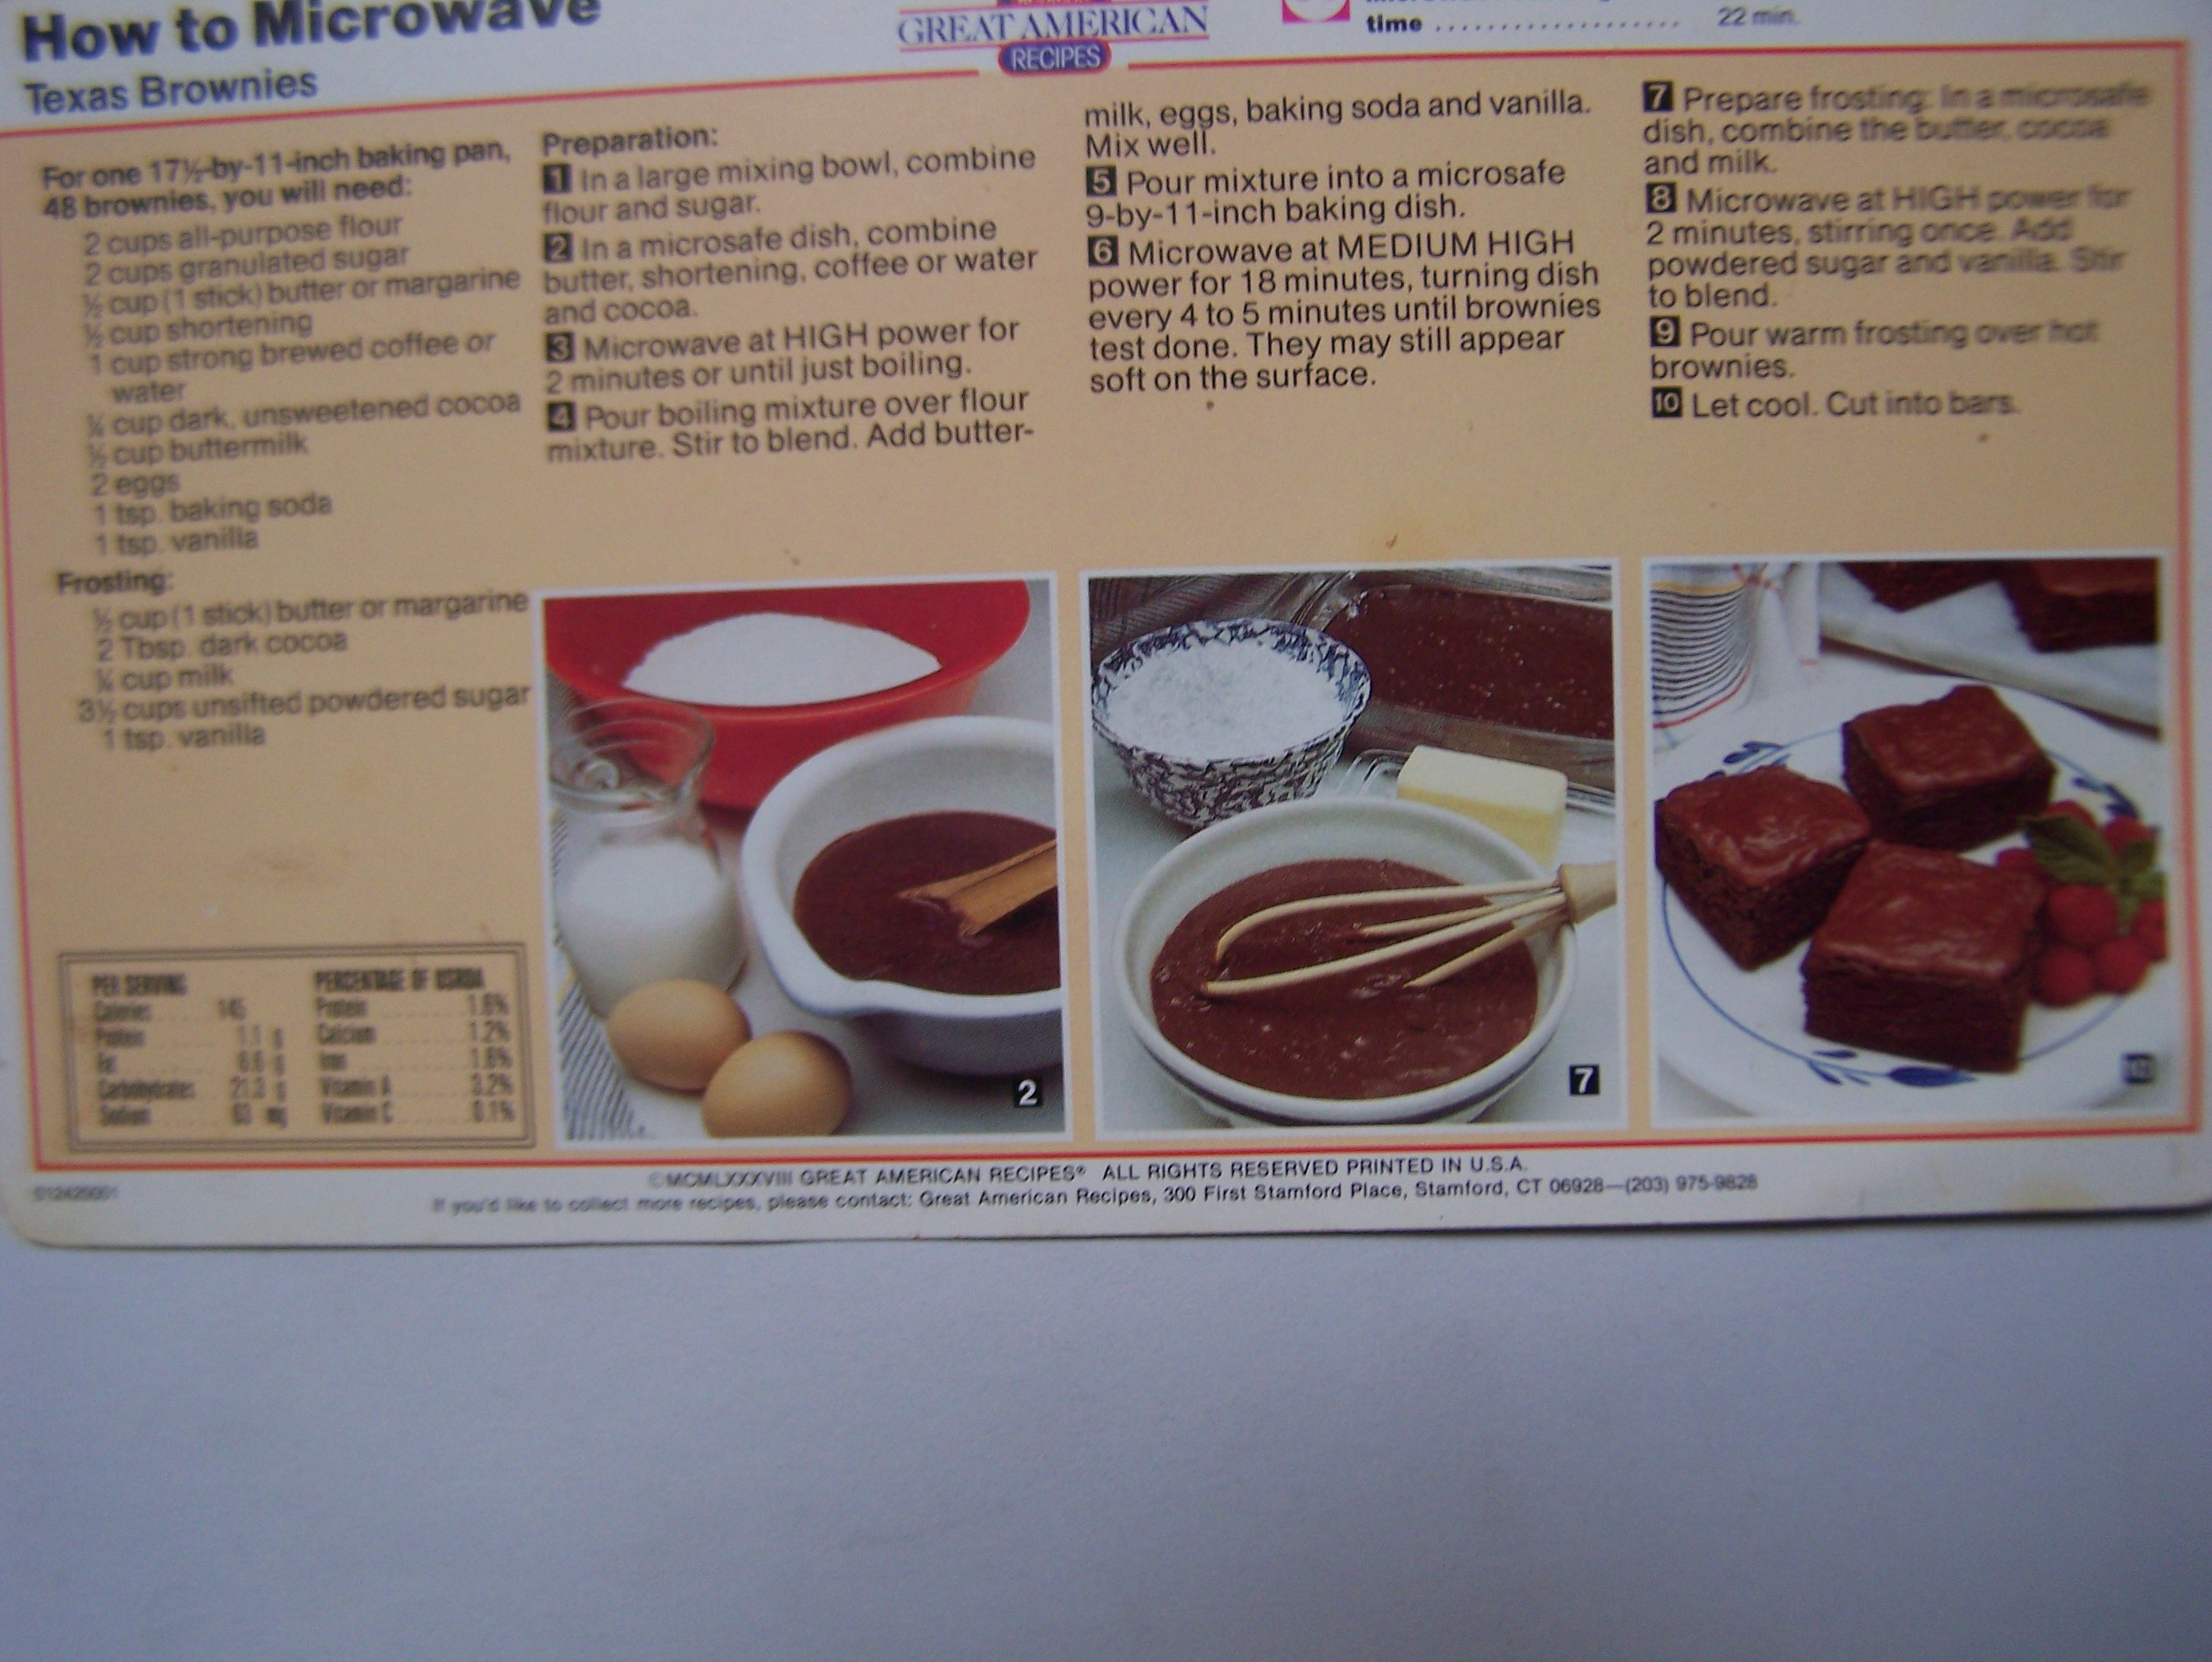 How to Microwave
Texas Brownies
GREAT AMERICAN
RECIPES
time .................... 22 min.
For one 17½-by-11-inch baking pan,
48 brownies, you will need:
2 cups all-purpose flour
2 cups granulated sugar
½ cup (1 stick) butter or margarine
½ cup shortening
1 cup strong brewed coffee or
water
¼ cup dark, unsweetened cocoa
½ cup buttermilk
2 eggs
1 tsp. baking soda
1 tsp. vanilla
Frosting:
½ cup (1 stick) butter or margarine
2 Tbsp. dark cocoa
¼ cup milk
3½ cups unsifted powdered sugar
1 tsp. vanilla
PER SERVING
Calories 145
Protein 1.1 g
Fat 6.6 g
Carbohydrates 21.3 g
Sodium 63 mg
PERCENTAGE OF USRDA
Protein 1.6%
Calcium 1.2%
Iron 1.6%
Vitamin A 3.2%
Vitamin C 0.1%
Preparation:
1 In a large mixing bowl, combine
flour and sugar.
2 In a microsafe dish, combine
butter, shortening, coffee or water
and cocoa.
3 Microwave at HIGH power for
2 minutes or until just boiling.
4 Pour boiling mixture over flour
mixture. Stir to blend. Add butter-
milk, eggs, baking soda and vanilla.
Mix well.
5 Pour mixture into a microsafe
9-by-11-inch baking dish.
6 Microwave at MEDIUM HIGH
power for 18 minutes, turning dish
every 4 to 5 minutes until brownies
test done. They may still appear
soft on the surface.
7 Prepare frosting: In a microsafe
dish, combine the butter, cocoa
and milk.
8 Microwave at HIGH power for
2 minutes, stirring once. Add
powdered sugar and vanilla. Stir
to blend.
9 Pour warm frosting over hot
brownies.
10 Let cool. Cut into bars.
2
7
10
©MCMLXXXVIII GREAT AMERICAN RECIPES® ALL RIGHTS RESERVED PRINTED IN U.S.A.
If you'd like to collect more recipes, please contact: Great American Recipes, 300 First Stamford Place, Stamford, CT 06928—(203) 975-9828